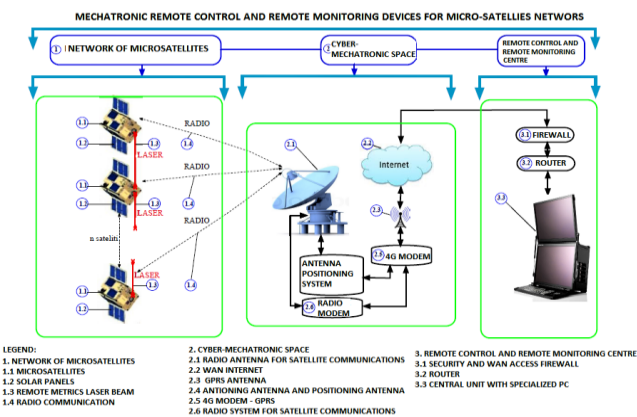 MECHATRONIC REMOTE CONTROL AND REMOTE MONITORING DEVICES FOR MICRO-SATELLIES NETWORS
1 NETWORK OF MICROSATELLITES
2 CYBER-
MECHATRONIC SPACE
REMOTE CONTROL AND
REMOTE MONITORING
CENTRE
1.1
1.2
1.3
LASER
RADIO
1.4
1.1
1.2
1.3
LASER
RADIO
1.4
n sateliti
RADIO
1.4
LASER
1.1
1.3
1.2
2.1
2.2
Internet
2.3
2.5 4G MODEM
ANTENNA
POSITIONING
SYSTEM
2.6 RADIO
MODEM
3.1 FIREWALL
3.2 ROUTER
3.3
LEGEND:
1. NETWORK OF MICROSATELLITES
1.1 MICROSATELLITES
1.2 SOLAR PANELS
1.3 REMOTE METRICS LASER BEAM
1.4 RADIO COMMUNICATION
2. CYBER-MECHATRONIC SPACE
2.1 RADIO ANTENNA FOR SATELLITE COMMUNICATIONS
2.2 WAN INTERNET
2.3 GPRS ANTENNA
2.4 ANTIONING ANTENNA AND POSITIONING ANTENNA
2.5 4G MODEM - GPRS
2.6 RADIO SYSTEM FOR SATELLITE COMMUNICATIONS
3. REMOTE CONTROL AND REMOTE MONITORING CENTRE
3.1 SECURITY AND WAN ACCESS FIREWALL
3.2 ROUTER
3.3 CENTRAL UNIT WITH SPECIALIZED PC